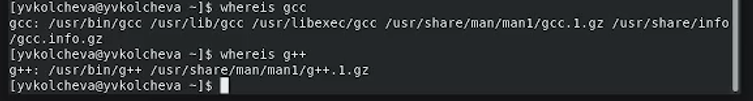 [yvkolcheva@yvkolcheva ~]$ whereis gcc
gcc: /usr/bin/gcc /usr/lib/gcc /usr/libexec/gcc /usr/share/man/man1/gcc.1.gz /usr/share/info
/gcc.info.gz
[yvkolcheva@yvkolcheva ~]$ whereis g++
g++: /usr/bin/g++ /usr/share/man/man1/g++.1.gz
[yvkolcheva@yvkolcheva ~]$